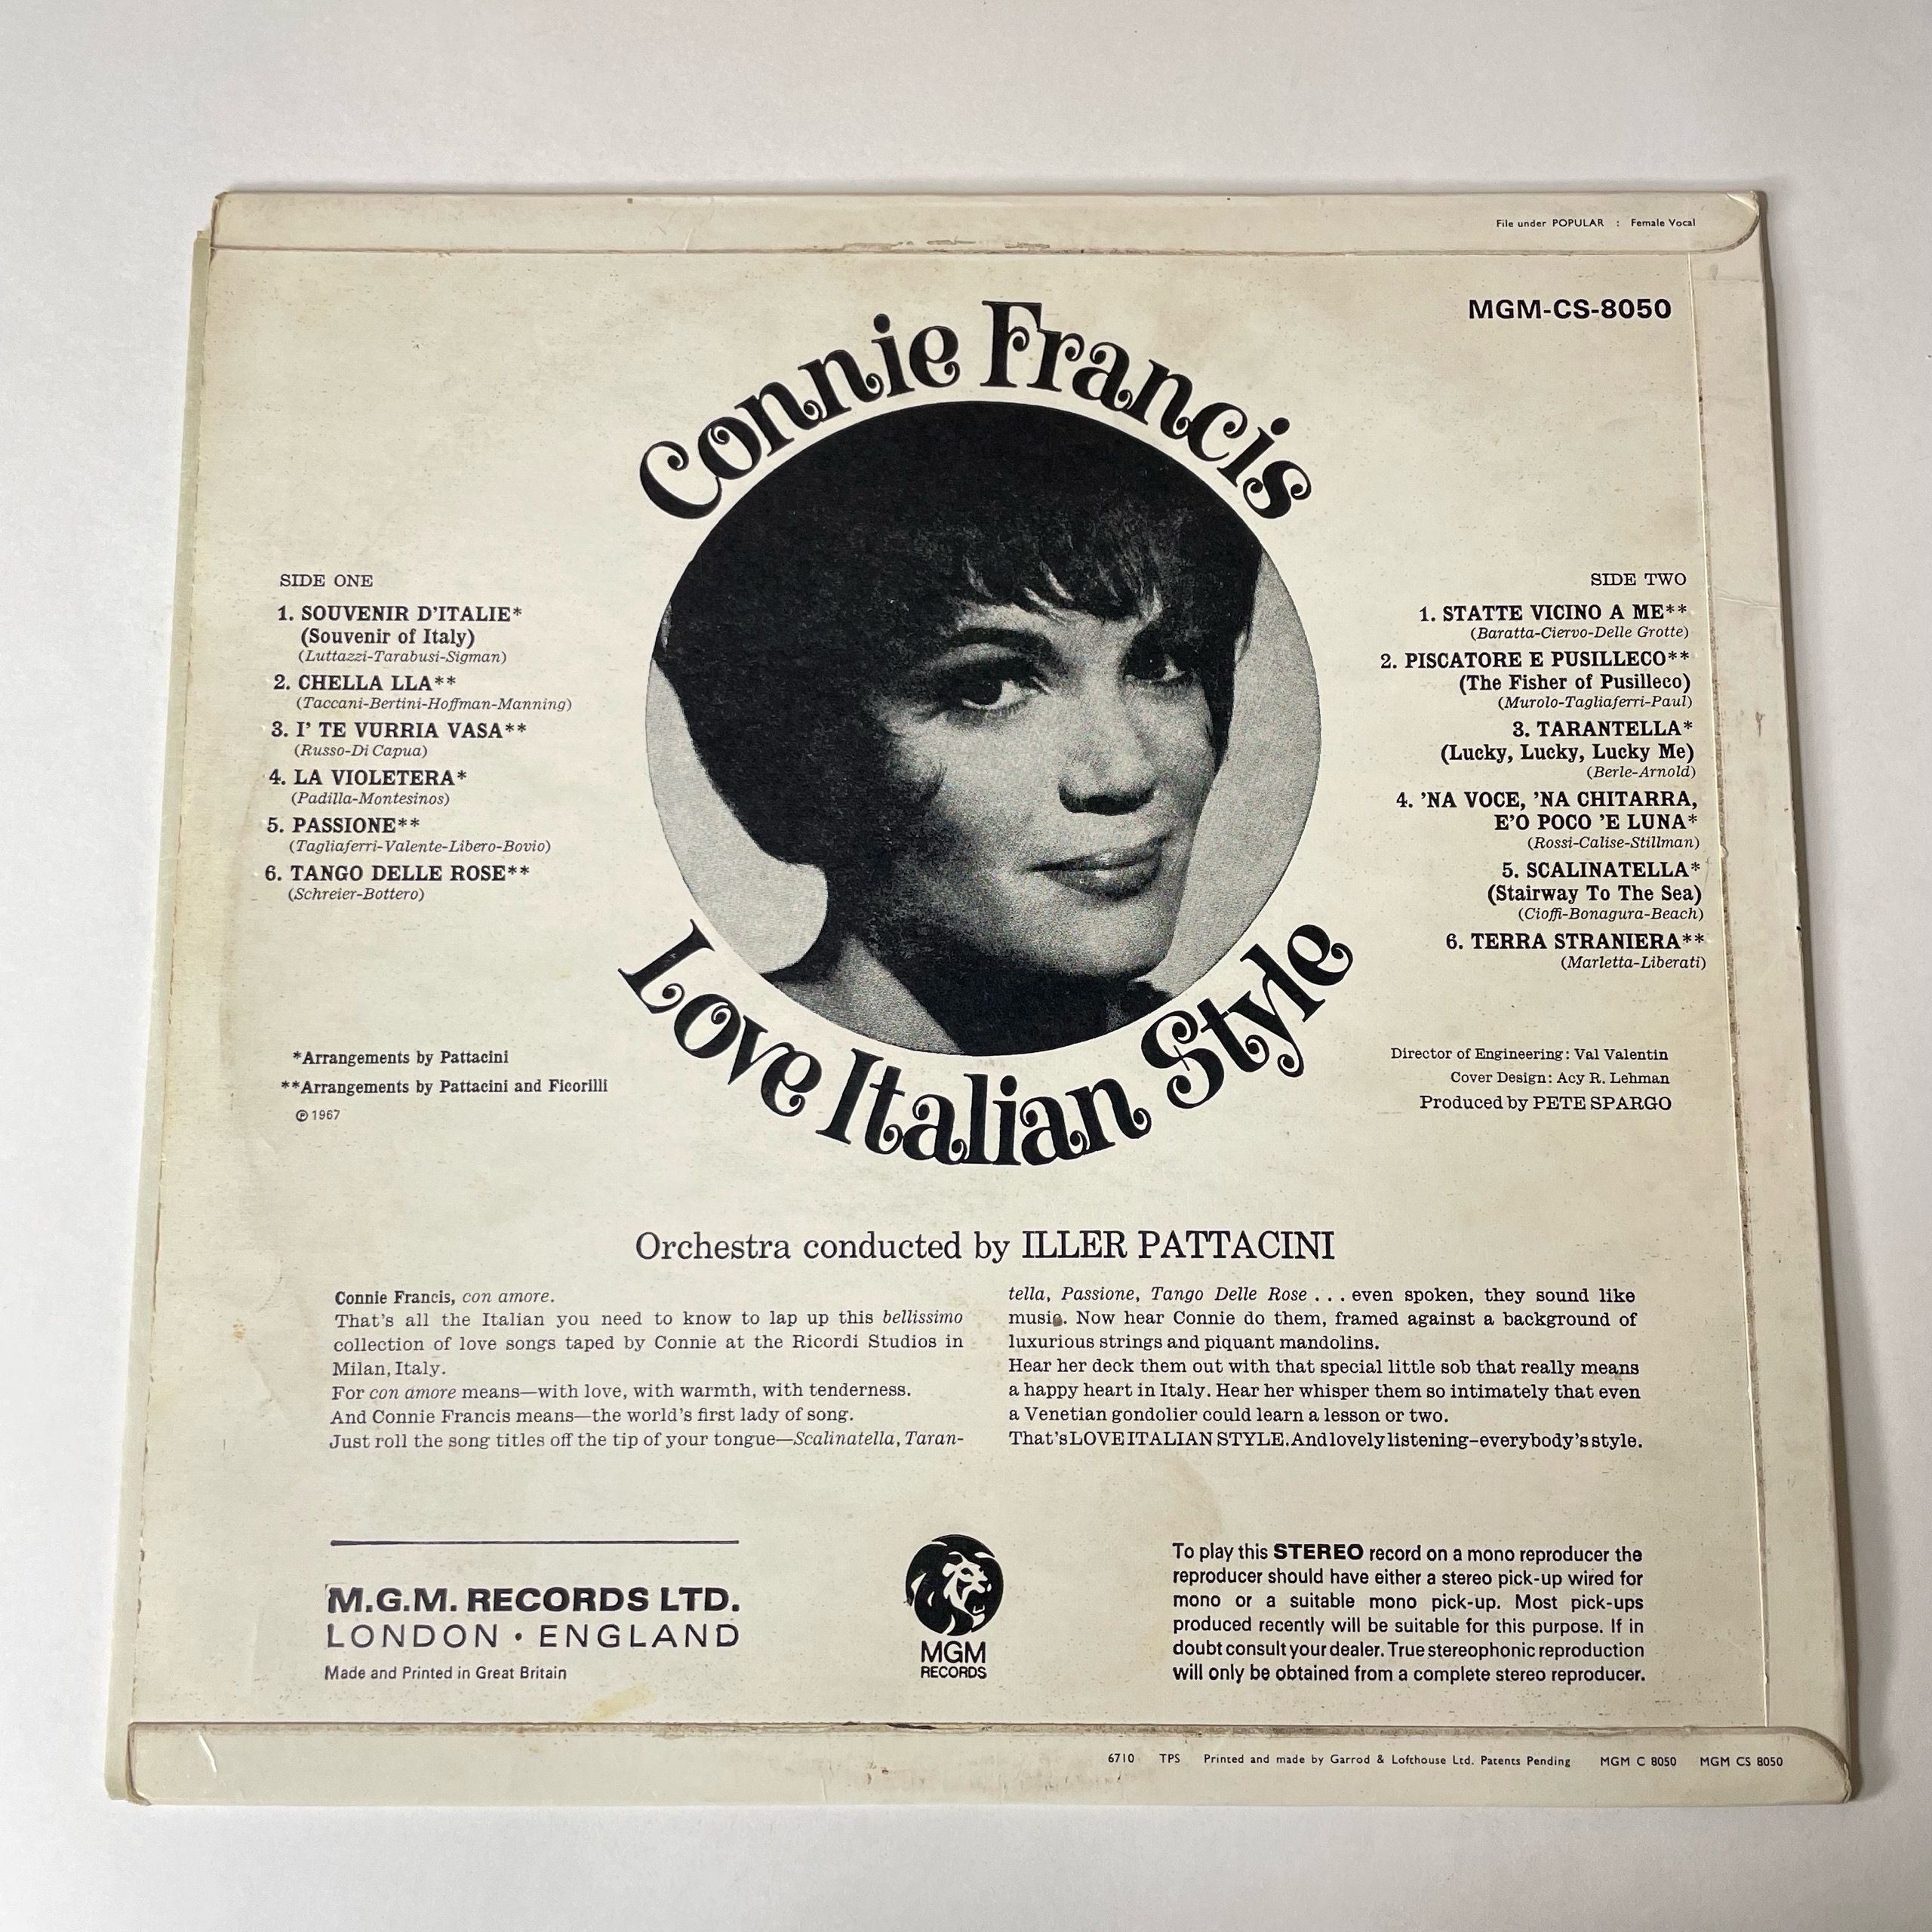 File under POPULAR : Female Vocal
MGM-CS-8050
Connie Francis
Love Italian Style
SIDE ONE
1. SOUVENIR D'ITALIE*
(Souvenir of Italy)
(Luttazzi-Tarabusi-Sigman)
2. CHELLA LLA**
(Taccani-Bertini-Hoffman-Manning)
3. I' TE VURRIA VASA**
(Russo-Di Capua)
4. LA VIOLETERA*
(Padilla-Montesinos)
5. PASSIONE**
(Tagliaferri-Valente-Libero-Bovio)
6. TANGO DELLE ROSE**
(Schreier-Bottero)
*Arrangements by Pattacini
**Arrangements by Pattacini and Ficorilli
℗ 1967
SIDE TWO
1. STATTE VICINO A ME**
(Baratta-Ciervo-Delle Grotte)
2. PISCATORE E PUSILLECO**
(The Fisher of Pusilleco)
(Murolo-Tagliaferri-Paul)
3. TARANTELLA*
(Lucky, Lucky, Lucky Me)
(Berle-Arnold)
4. 'NA VOCE, 'NA CHITARRA,
E'O POCO 'E LUNA*
(Rossi-Calise-Stillman)
5. SCALINATELLA*
(Stairway To The Sea)
(Cioffi-Bonagura-Beach)
6. TERRA STRANIERA**
(Marletta-Liberati)
Director of Engineering: Val Valentin
Cover Design: Acy R. Lehman
Produced by PETE SPARGO
Orchestra conducted by ILLER PATTACINI
Connie Francis, con amore.
That's all the Italian you need to know to lap up this bellissimo
collection of love songs taped by Connie at the Ricordi Studios in
Milan, Italy.
For con amore means—with love, with warmth, with tenderness.
And Connie Francis means—the world's first lady of song.
Just roll the song titles off the tip of your tongue—Scalinatella, Taran-
tella, Passione, Tango Delle Rose . . . even spoken, they sound like
music. Now hear Connie do them, framed against a background of
luxurious strings and piquant mandolins.
Hear her deck them out with that special little sob that really means
a happy heart in Italy. Hear her whisper them so intimately that even
a Venetian gondolier could learn a lesson or two.
That's LOVE ITALIAN STYLE. And lovely listening–everybody's style.
M.G.M. RECORDS LTD.
LONDON · ENGLAND
Made and Printed in Great Britain
MGM
RECORDS
To play this STEREO record on a mono reproducer the
reproducer should have either a stereo pick-up wired for
mono or a suitable mono pick-up. Most pick-ups
produced recently will be suitable for this purpose. If in
doubt consult your dealer. True stereophonic reproduction
will only be obtained from a complete stereo reproducer.
6710 TPS Printed and made by Garrod & Lofthouse Ltd. Patents Pending MGM C 8050 MGM CS 8050